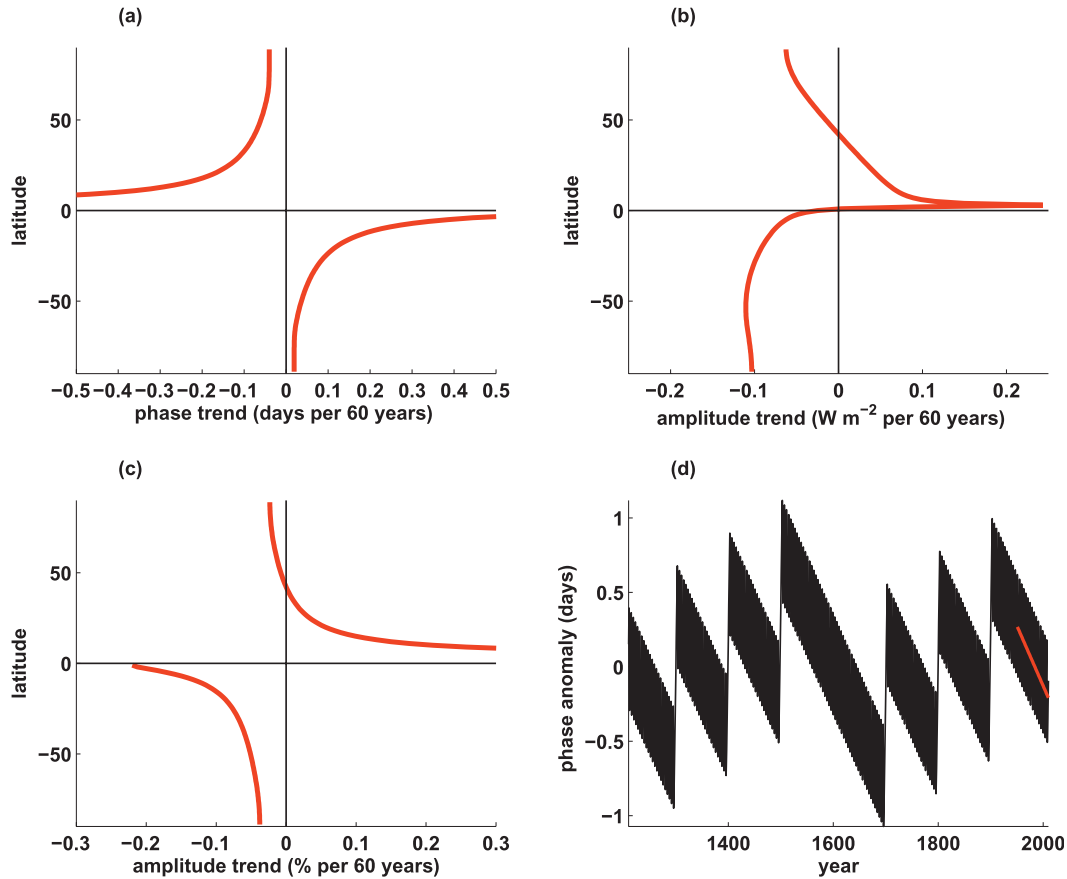 (a)
50
0
−50
latitude
−0.5 −0.4 −0.3 −0.2 −0.1 0 0.1 0.2 0.3 0.4 0.5
phase trend (days per 60 years)
(b)
50
0
−50
latitude
−0.2 −0.1 0 0.1 0.2
amplitude trend (W m−2 per 60 years)
(c)
50
0
−50
latitude
−0.3 −0.2 −0.1 0 0.1 0.2 0.3
amplitude trend (% per 60 years)
(d)
1
0.5
0
−0.5
−1
phase anomaly (days)
1400 1600 1800 2000
year